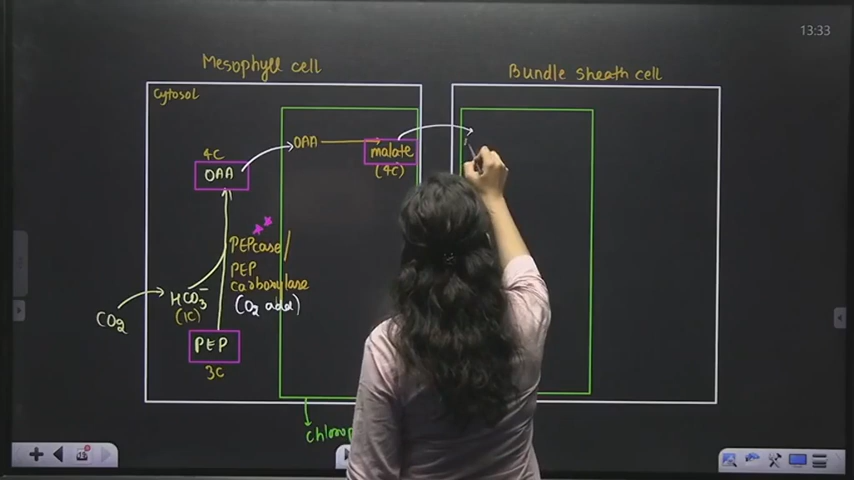 13:33
Mesophyll cell
Bundle sheath cell
Cytosol
4C
OAA
OAA
malate
(4C)
PEPcase/
PEP
carboxylase
(O2 add)
HCO3-
(1C)
CO2
PEP
3C